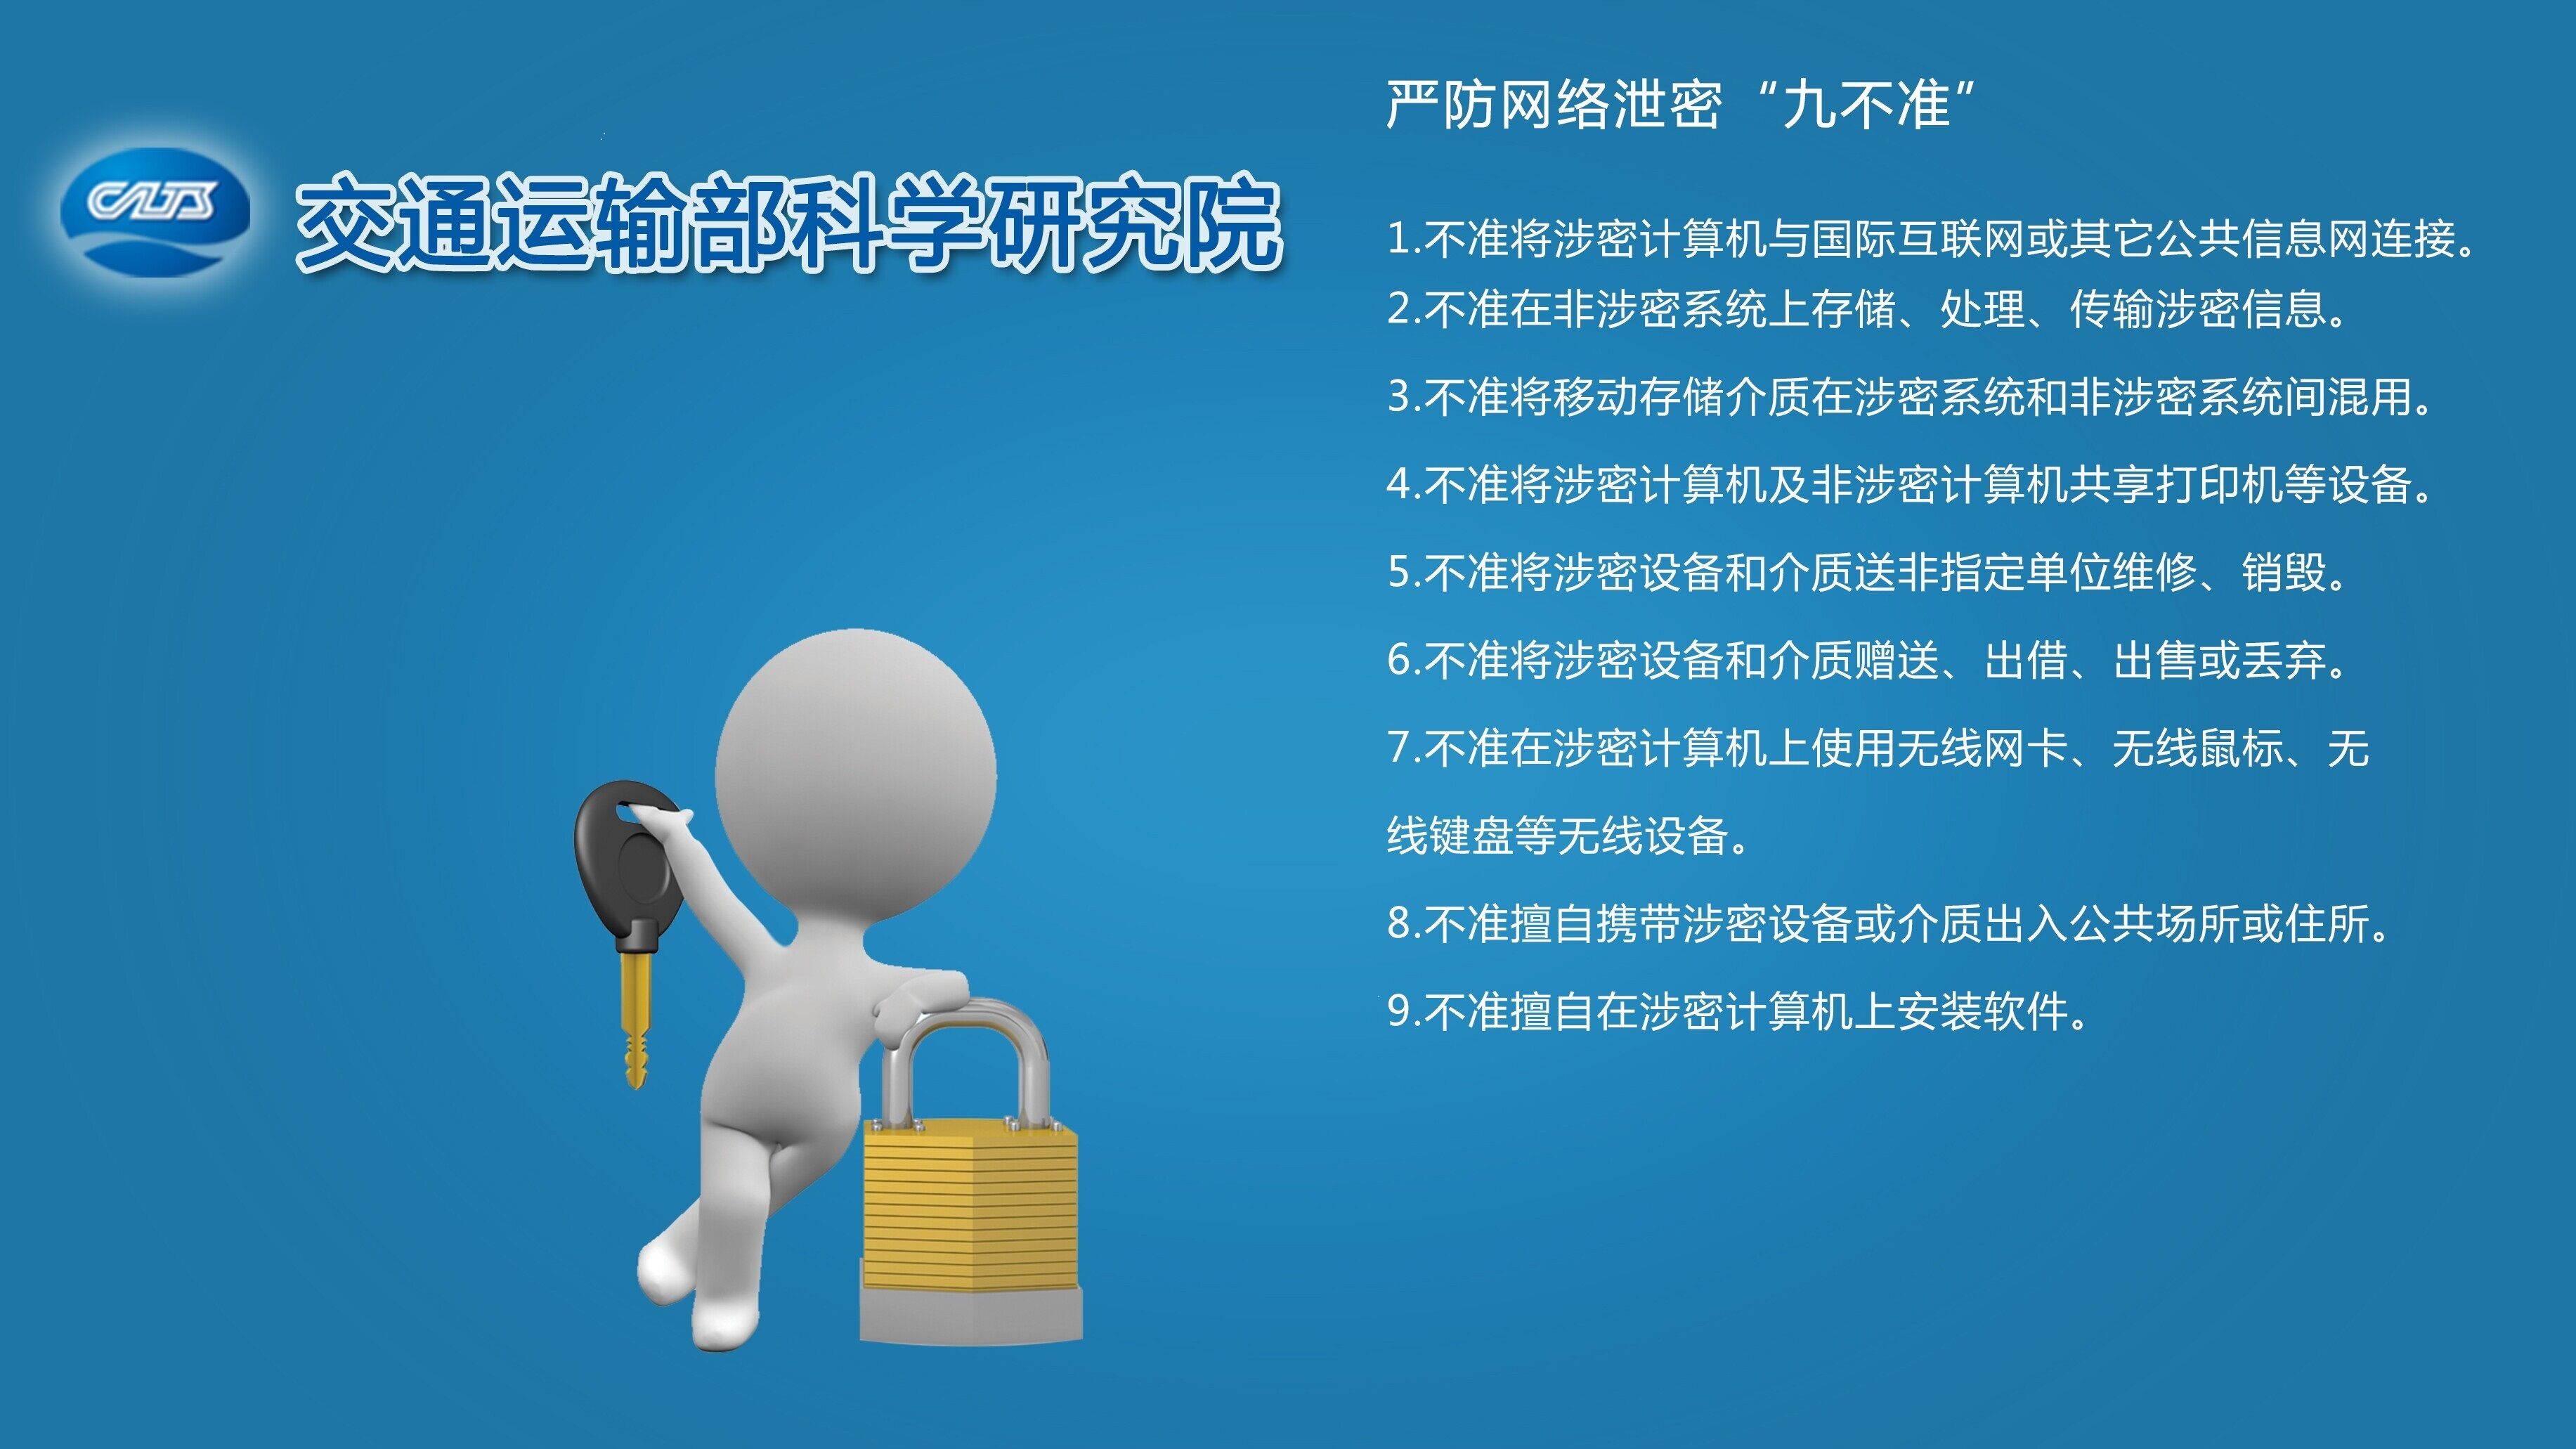 CATS
交通运输部科学研究院
严防网络泄密“九不准”
1.不准将涉密计算机与国际互联网或其它公共信息网连接。
2.不准在非涉密系统上存储、处理、传输涉密信息。
3.不准将移动存储介质在涉密系统和非涉密系统间混用。
4.不准将涉密计算机及非涉密计算机共享打印机等设备。
5.不准将涉密设备和介质送非指定单位维修、销毁。
6.不准将涉密设备和介质赠送、出借、出售或丢弃。
7.不准在涉密计算机上使用无线网卡、无线鼠标、无
线键盘等无线设备。
8.不准擅自携带涉密设备或介质出入公共场所或住所。
9.不准擅自在涉密计算机上安装软件。